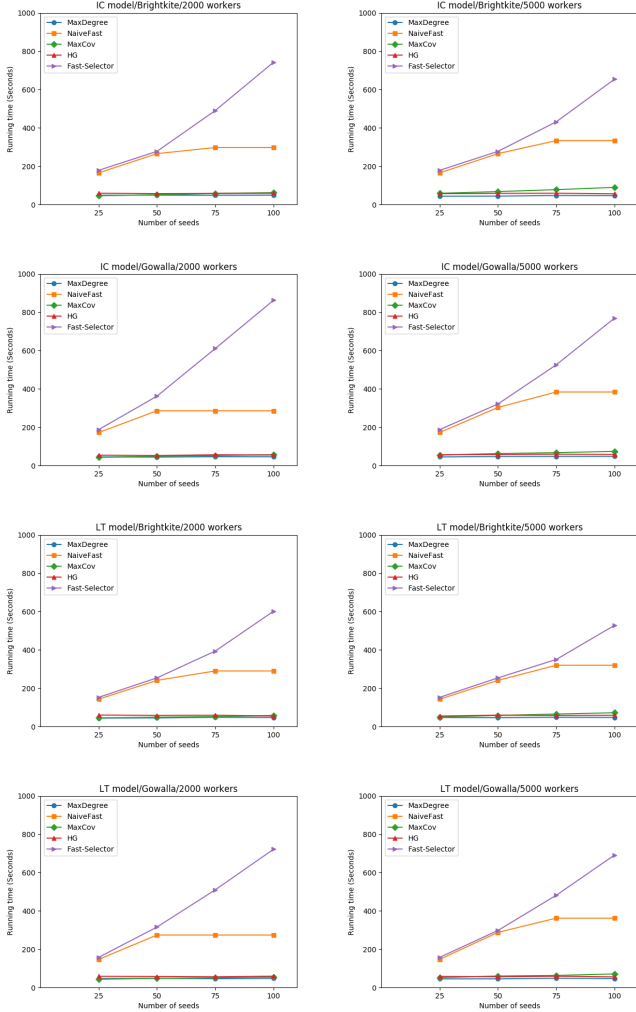 IC model/Brightkite/2000 workers
1000
800
600
400
200
0
Running time (Seconds)
MaxDegree
NaiveFast
MaxCov
HG
Fast-Selector
25 50 75 100
Number of seeds
IC model/Brightkite/5000 workers
1000
800
600
400
200
0
Running time (Seconds)
MaxDegree
NaiveFast
MaxCov
HG
Fast-Selector
25 50 75 100
Number of seeds
IC model/Gowalla/2000 workers
1000
800
600
400
200
0
Running time (Seconds)
MaxDegree
NaiveFast
MaxCov
HG
Fast-Selector
25 50 75 100
Number of seeds
IC model/Gowalla/5000 workers
1000
800
600
400
200
0
Running time (Seconds)
MaxDegree
NaiveFast
MaxCov
HG
Fast-Selector
25 50 75 100
Number of seeds
LT model/Brightkite/2000 workers
1000
800
600
400
200
0
Running time (Seconds)
MaxDegree
NaiveFast
MaxCov
HG
Fast-Selector
25 50 75 100
Number of seeds
LT model/Brightkite/5000 workers
1000
800
600
400
200
0
Running time (Seconds)
MaxDegree
NaiveFast
MaxCov
HG
Fast-Selector
25 50 75 100
Number of seeds
LT model/Gowalla/2000 workers
1000
800
600
400
200
0
Running time (Seconds)
MaxDegree
NaiveFast
MaxCov
HG
Fast-Selector
25 50 75 100
Number of seeds
LT model/Gowalla/5000 workers
1000
800
600
400
200
0
Running time (Seconds)
MaxDegree
NaiveFast
MaxCov
HG
Fast-Selector
25 50 75 100
Number of seeds